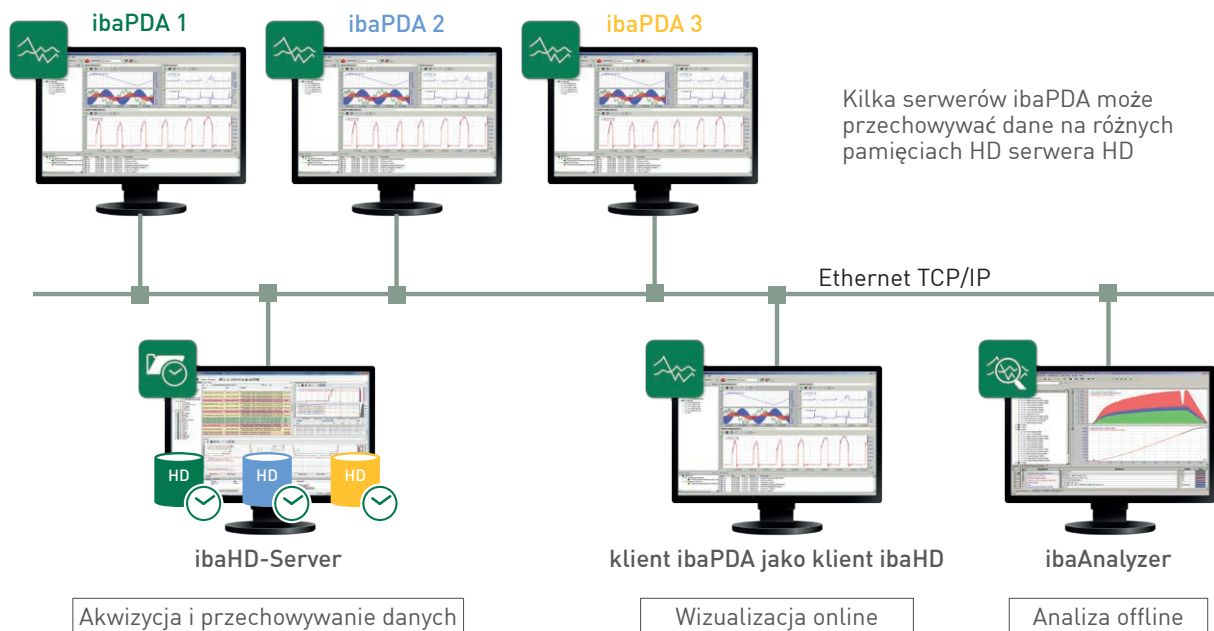 ibaPDA 1
ibaPDA 2
ibaPDA 3
Kilka serwerów ibaPDA może
przechowywać dane na różnych
pamięciach HD serwera HD
Ethernet TCP/IP
HD
HD
HD
ibaHD-Server
klient ibaPDA jako klient ibaHD
ibaAnalyzer
Akwizycja i przechowywanie danych
Wizualizacja online
Analiza offline